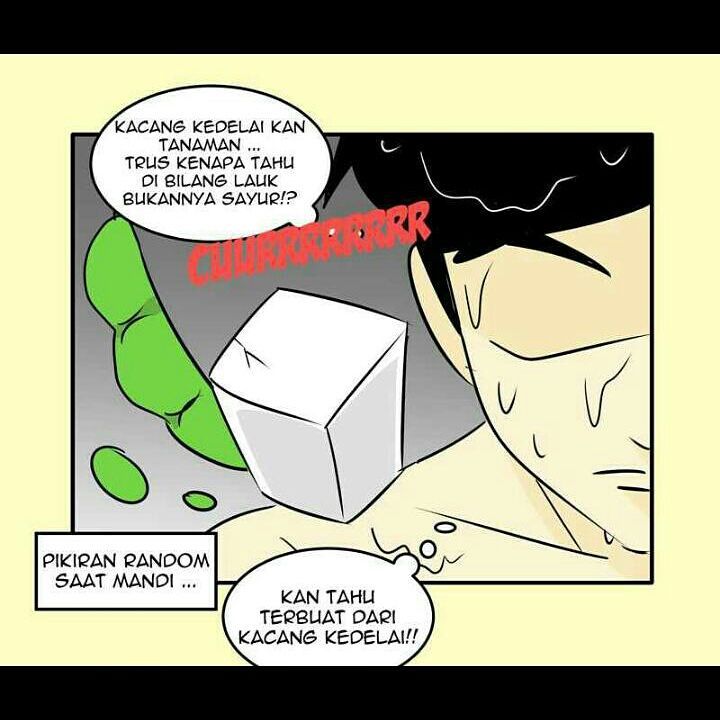 KACANG KEDELAI KAN
TANAMAN ...
TRUS KENAPA TAHU
DI BILANG LAUK
BUKANNYA SAYUR!?
CUURRRRRRRRR
PIKIRAN RANDOM
SAAT MANDI ...
KAN TAHU
TERBUAT DARI
KACANG KEDELAI!!